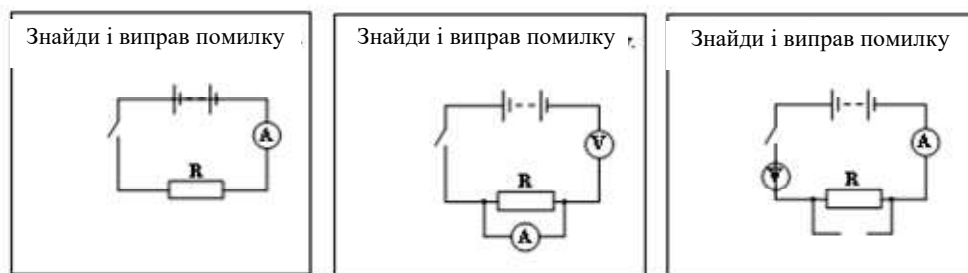 Знайди і виправ помилку
A
R
Знайди і виправ помилку
V
R
A
Знайди і виправ помилку
A
R